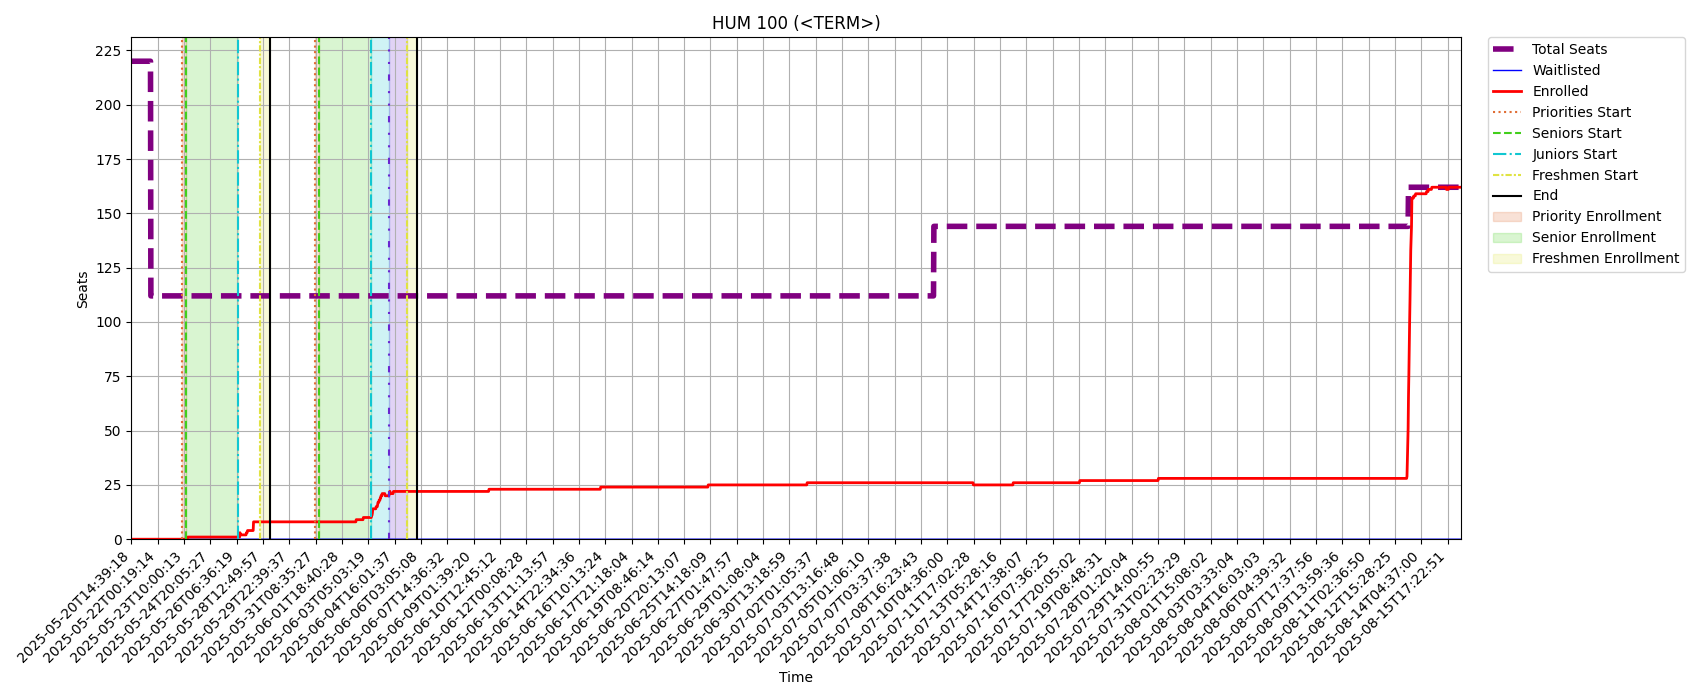 HUM 100 (<TERM>)
Seats
225
200
175
150
125
100
75
50
25
0
2025-05-20T14:39:18
2025-05-22T00:19:14
2025-05-23T10:00:13
2025-05-24T20:05:27
2025-05-26T06:36:19
2025-05-28T12:49:57
2025-05-29T22:39:37
2025-05-31T08:35:27
2025-06-01T18:40:28
2025-06-03T05:03:19
2025-06-04T16:01:37
2025-06-06T03:05:08
2025-06-07T14:36:32
2025-06-09T01:39:20
2025-06-10T12:45:12
2025-06-12T00:08:28
2025-06-13T11:13:57
2025-06-14T22:34:36
2025-06-16T10:13:24
2025-06-17T21:18:04
2025-06-19T08:46:14
2025-06-20T20:13:07
2025-06-25T14:18:09
2025-06-27T01:47:57
2025-06-29T01:08:04
2025-06-30T13:18:59
2025-07-02T01:05:37
2025-07-03T13:16:48
2025-07-05T01:06:10
2025-07-07T03:37:38
2025-07-08T16:23:43
2025-07-10T04:36:00
2025-07-11T17:02:28
2025-07-13T05:28:16
2025-07-14T17:38:07
2025-07-16T07:36:25
2025-07-17T20:05:02
2025-07-19T08:48:31
2025-07-28T01:20:04
2025-07-29T14:00:55
2025-07-31T02:23:29
2025-08-01T15:08:02
2025-08-03T03:33:04
2025-08-04T16:03:03
2025-08-06T04:39:32
2025-08-07T17:37:56
2025-08-09T13:59:36
2025-08-11T02:36:50
2025-08-12T15:28:25
2025-08-14T04:37:00
2025-08-15T17:22:51
Time
Total Seats
Waitlisted
Enrolled
Priorities Start
Seniors Start
Juniors Start
Freshmen Start
End
Priority Enrollment
Senior Enrollment
Freshmen Enrollment